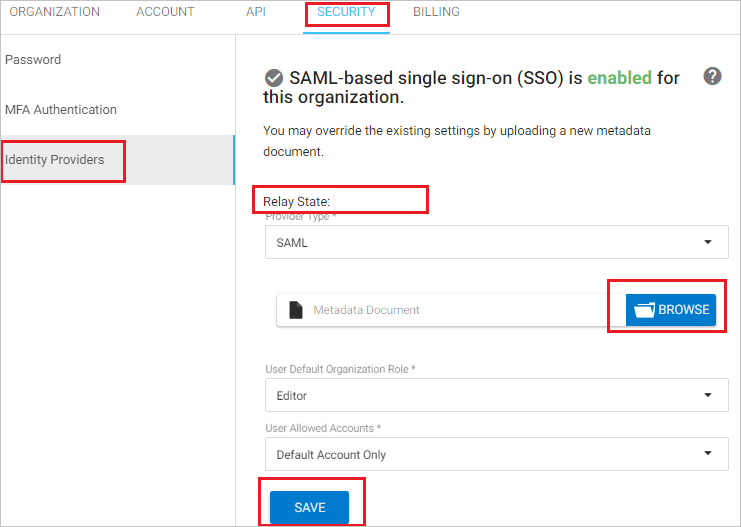 ORGANIZATION ACCOUNT API SECURITY BILLING
Password
MFA Authentication
Identity Providers
SAML-based single sign-on (SSO) is enabled for
this organization.
You may override the existing settings by uploading a new metadata
document.
Relay State:
Provider Type *
SAML
Metadata Document
BROWSE
User Default Organization Role *
Editor
User Allowed Accounts *
Default Account Only
SAVE